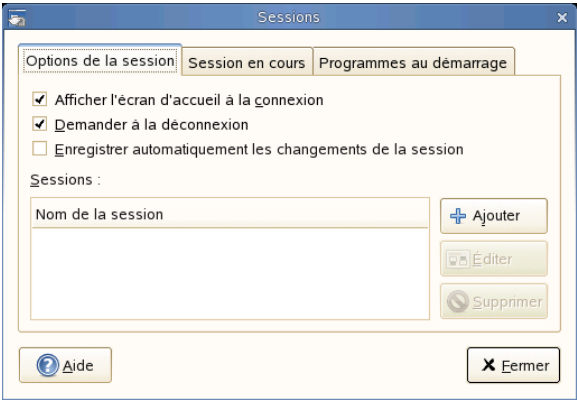 Sessions
Options de la session Session en cours Programmes au démarrage
Afficher l'écran d'accueil à la connexion
Demander à la déconnexion
Enregistrer automatiquement les changements de la session
Sessions :
Nom de la session
Ajouter
Éditer
Supprimer
Aide
Fermer